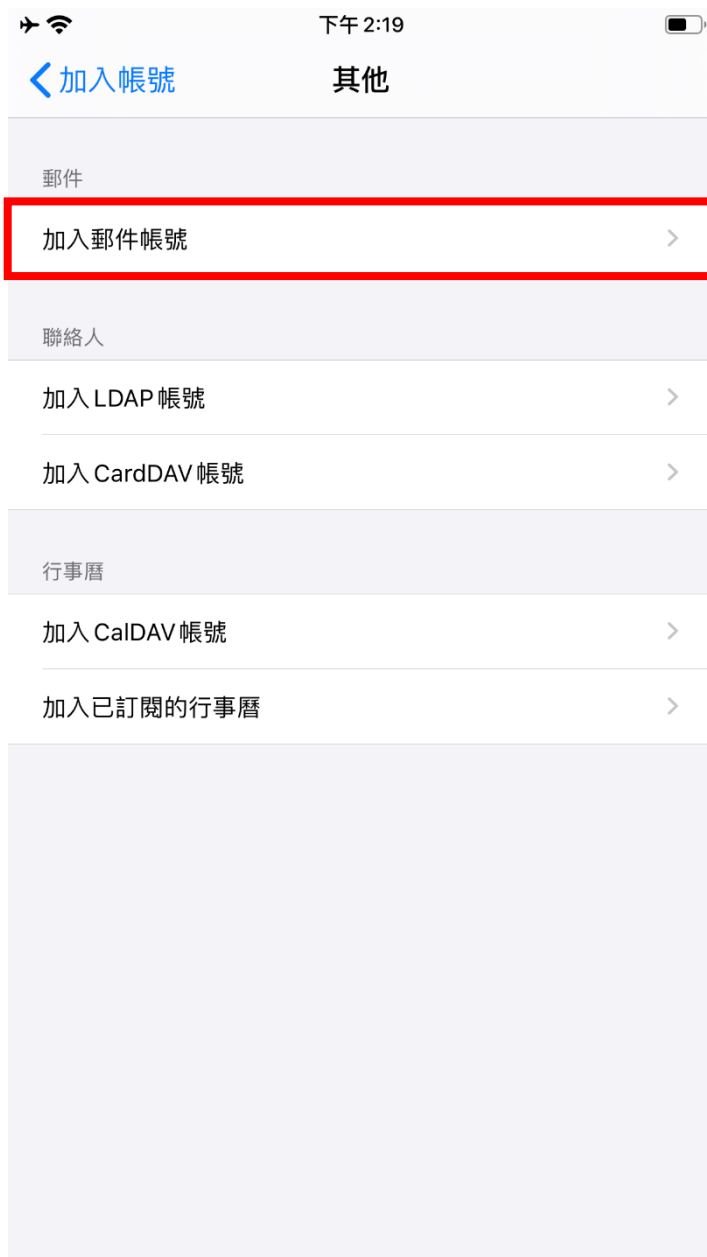 下午 2:19
加入帳號
其他
郵件
加入郵件帳號
聯絡人
加入 LDAP 帳號
加入 CardDAV 帳號
行事曆
加入 CalDAV 帳號
加入已訂閱的行事曆